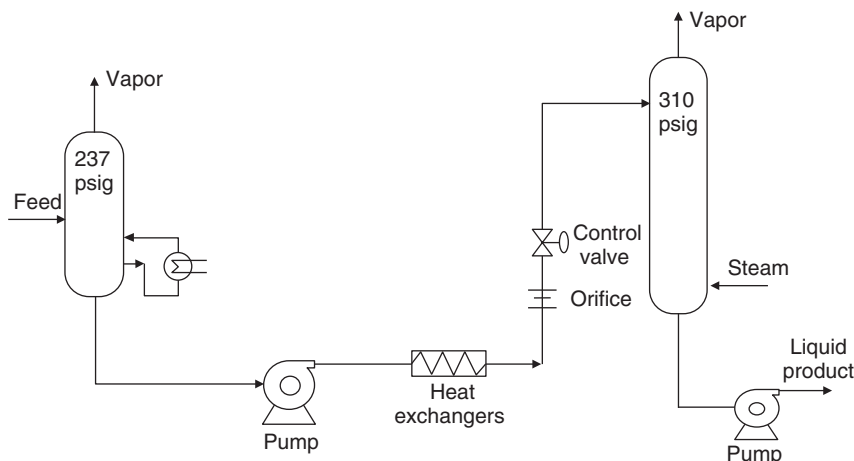 Vapor
237
psig
Feed
Pump
Heat
exchangers
Orifice
Control
valve
Vapor
310
psig
Steam
Liquid
product
Pump